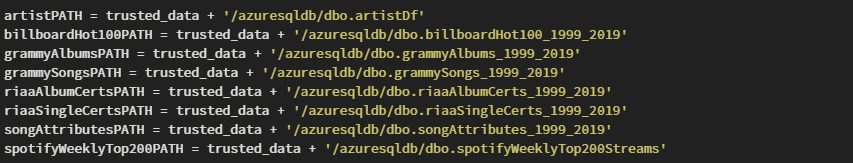 artistPATH = trusted_data + '/azuresqldb/dbo.artistDf'
billboardHot100PATH = trusted_data + '/azuresqldb/dbo.billboardHot100_1999_2019'
grammyAlbumsPATH = trusted_data + '/azuresqldb/dbo.grammyAlbums_1999_2019'
grammySongsPATH = trusted_data + '/azuresqldb/dbo.grammySongs_1999_2019'
riaaAlbumCertsPATH = trusted_data + '/azuresqldb/dbo.riaaAlbumCerts_1999_2019'
riaaSingleCertsPATH = trusted_data + '/azuresqldb/dbo.riaaSingleCerts_1999_2019'
songAttributesPATH = trusted_data + '/azuresqldb/dbo.songAttributes_1999_2019'
spotifyWeeklyTop200PATH = trusted_data + '/azuresqldb/dbo.spotifyWeeklyTop200Streams'